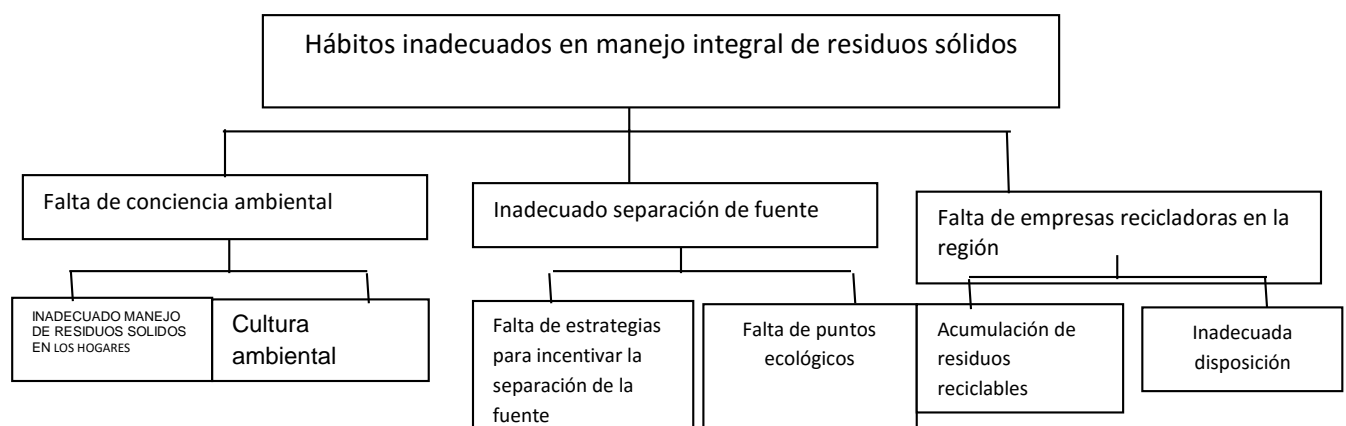 Hábitos inadecuados en manejo integral de residuos sólidos
Falta de conciencia ambiental
Inadecuado separación de fuente
Falta de empresas recicladoras en la
región
INADECUADO MANEJO
DE RESIDUOS SOLIDOS
EN LOS HOGARES
Cultura
ambiental
Falta de estrategias
para incentivar la
separación de la
fuente
Falta de puntos
ecológicos
Acumulación de
residuos
reciclables
Inadecuada
disposición